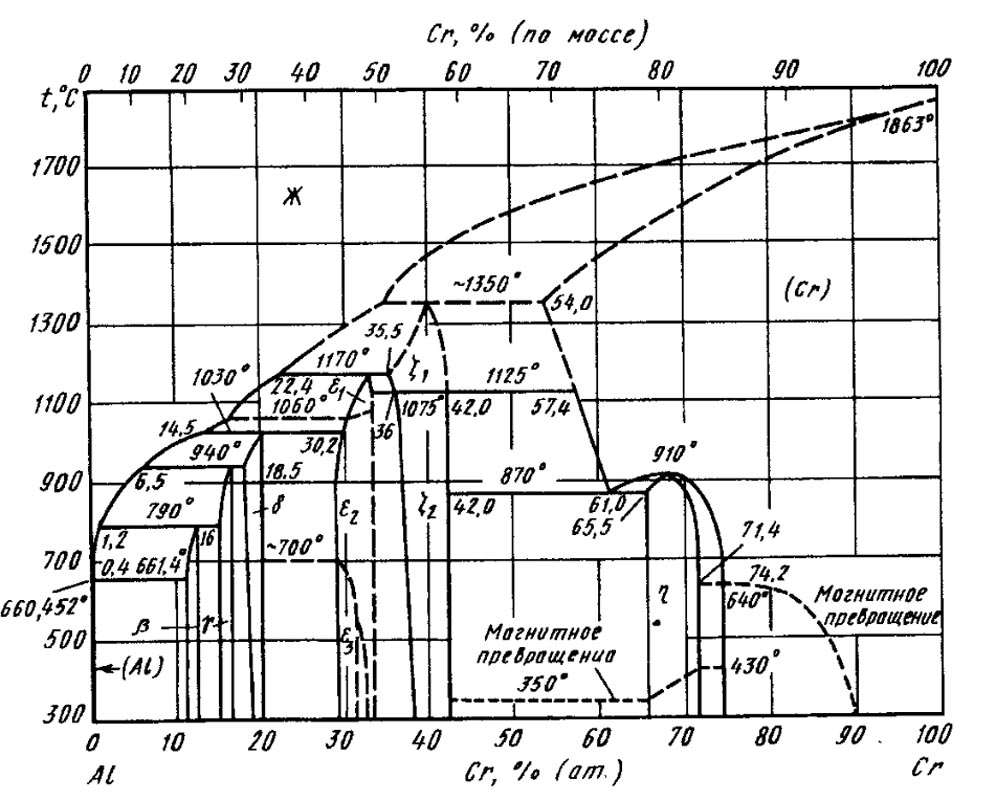 Cr, % (по массе)
0 10 20 30 40 50 60 70 80 90 100
t, °C
1863°
1700
Ж
1500
~1350°
(Cr)
54,0
1300
35,5
1170°
ζ₁
1030°
22,4 ε₁
1125°
1100
1060°
1075° 42,0 57,4
14,5
36
30,2
940°
910°
6,5
18,5
870°
900
δ
ε₂
ζ₂
42,0
61,0
790°
65,5
1,2
16
71,4
700
~700°
0,4 661,4°
74,2
660,452°
640°
Магнитное
превращение
β
γ
η
500
ε₃
Магнитное
превращения
(Al)
430°
350°
300
0 10 20 30 40 50 60 70 80 90 100
Al
Cr, % (ат.)
Cr